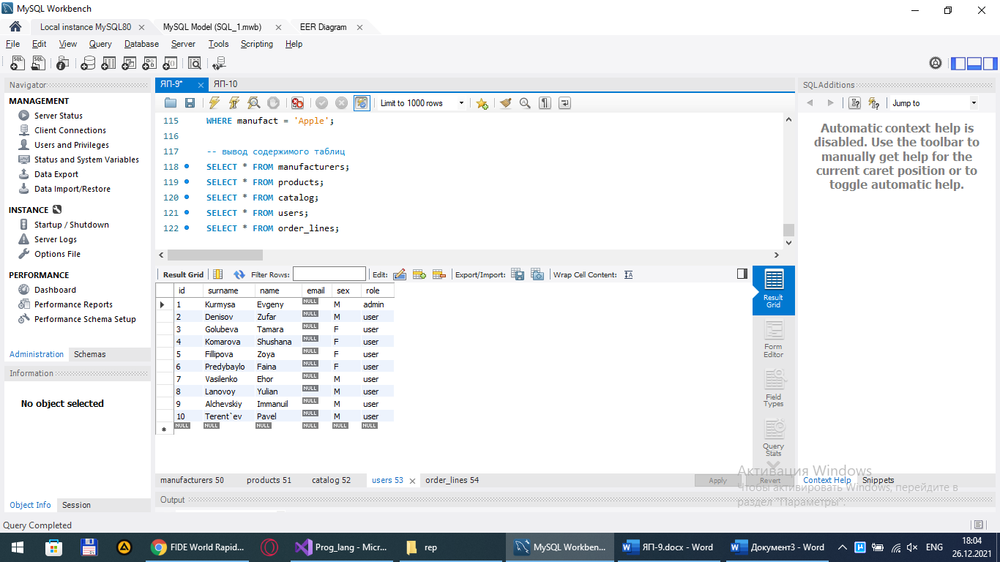 MySQL Workbench
Local instance MySQL80
MySQL Model (SQL_1.mwb)
EER Diagram
File Edit View Query Database Server Tools Scripting Help
Navigator
MANAGEMENT
Server Status
Client Connections
Users and Privileges
Status and System Variables
Data Export
Data Import/Restore
INSTANCE
Startup / Shutdown
Server Logs
Options File
PERFORMANCE
Dashboard
Performance Reports
Performance Schema Setup
Administration Schemas
Information
No object selected
Object Info Session
Query Completed
ЯП-9* ЯП-10
Limit to 1000 rows
115 WHERE manufact = 'Apple';
116
117 -- вывод содержимого таблиц
118 SELECT * FROM manufacturers;
119 SELECT * FROM products;
120 SELECT * FROM catalog;
121 SELECT * FROM users;
122 SELECT * FROM order_lines;
Result Grid Filter Rows: Edit: Export/Import: Wrap Cell Content:
id surname name email sex role
1 Kurmysa Evgeny NULL M admin
2 Denisov Zufar NULL M user
3 Golubeva Tamara NULL F user
4 Komarova Shushana NULL F user
5 Fillipova Zoya NULL F user
6 Predybaylo Faina NULL F user
7 Vasilenko Ehor NULL M user
8 Lanovoy Yulian NULL M user
9 Alchevskiy Immanuil NULL M user
10 Terent`ev Pavel NULL M user
NULL NULL NULL NULL NULL NULL
Result
Grid
Form
Editor
Field
Types
Query
Stats
manufacturers 50 products 51 catalog 52 users 53 order_lines 54
Apply Revert
Output
SQLAdditions
Jump to
Automatic context help is
disabled. Use the toolbar to
manually get help for the
current caret position or to
toggle automatic help.
Context Help Snippets
Активация Windows
Чтобы активировать Windows, перейдите в
раздел "Параметры".
FIDE World Rapid...
Prog_lang - Micr...
rep
MySQL Workben...
ЯП-9.docx - Word
Документ3 - Word
ENG
18:04
26.12.2021